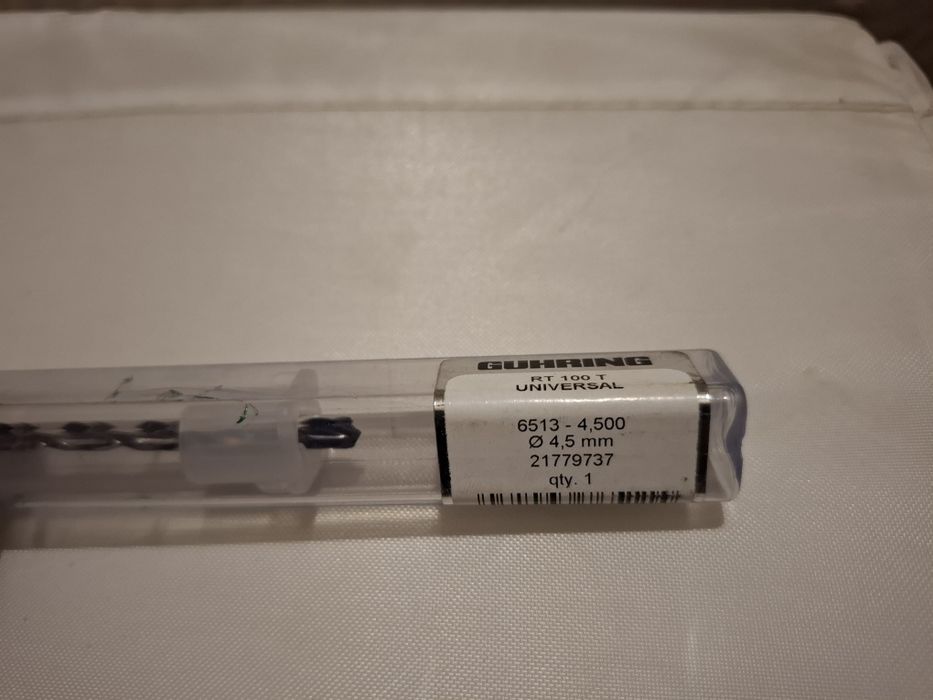 GUHRING
RT 100 T
UNIVERSAL
6513 - 4,500
Ø 4,5 mm
21779737
qty. 1